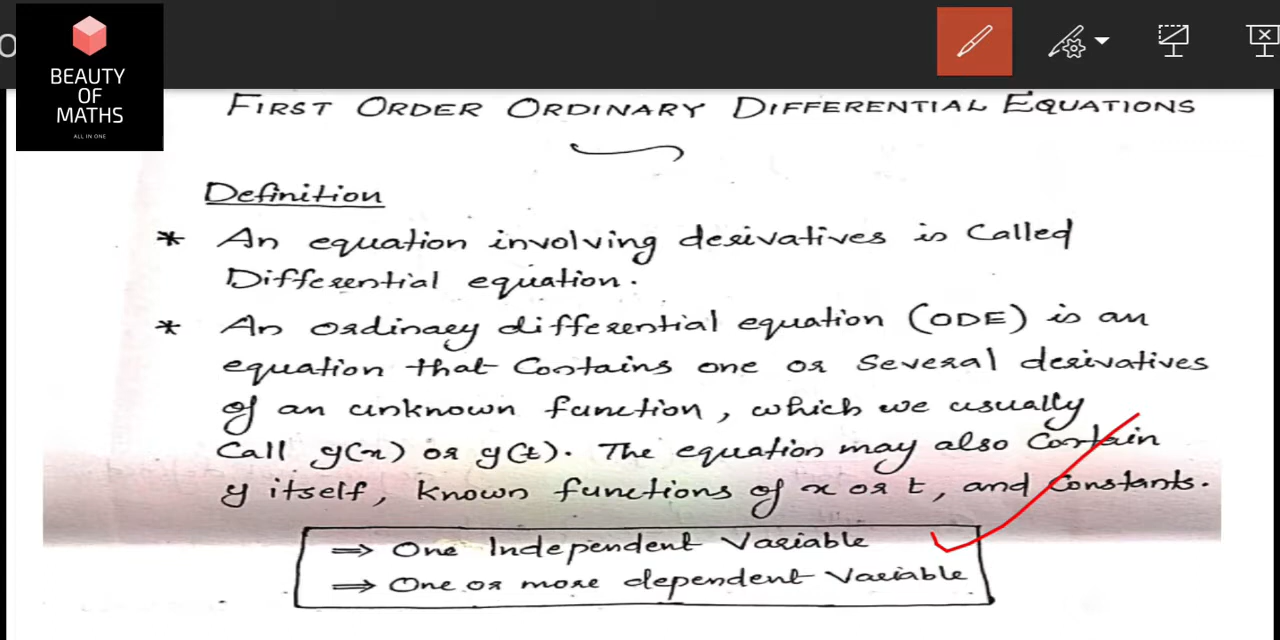 BEAUTY
OF
MATHS
ALL IN ONE
FIRST ORDER ORDINARY DIFFERENTIAL EQUATIONS
Definition
* An equation involving derivatives is Called
Differential equation.
* An ordinary differential equation (ODE) is an
equation that Contains one or Several derivatives
of an unknown function, which we usually
Call y(x) or y(t). The equation may also Contain
y itself, known functions of x or t, and Constants.
⇒ One Independent Variable
⇒ One or more dependent Variable